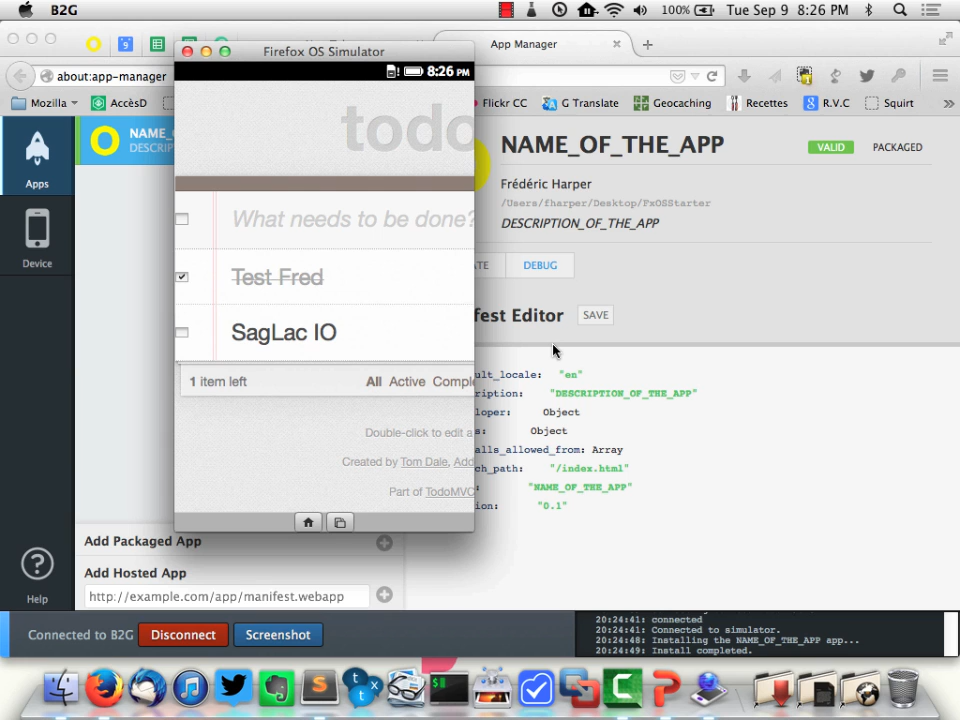 B2G
100%
Tue Sep 9 8:26 PM
Firefox OS Simulator
App Manager
about:app-manager
Mozilla
AccèsD
Flickr CC
G Translate
Geocaching
Recettes
R.V.C
Squirt
8:26 PM
todo
What needs to be done?
Test Fred
SagLac IO
1 item left
All Active Comple
Double-click to edit a
Created by Tom Dale, Add
Part of TodoMVC
Apps
Device
Help
NAME_O
DESCRIP
NAME_OF_THE_APP
VALID
PACKAGED
Frédéric Harper
/Users/fharper/Desktop/FxOSStarter
DESCRIPTION_OF_THE_APP
ATE
DEBUG
fest Editor
SAVE
ult_locale: "en"
ription: "DESCRIPTION_OF_THE_APP"
loper: Object
s: Object
alls_allowed_from: Array
ch_path: "/index.html"
: "NAME_OF_THE_APP"
ion: "0.1"
Add Packaged App
Add Hosted App
http://example.com/app/manifest.webapp
Connected to B2G
Disconnect
Screenshot
20:24:41: connected
20:24:41: Connected to simulator.
20:24:48: Installing the NAME_OF_THE_APP app...
20:24:49: Install completed.